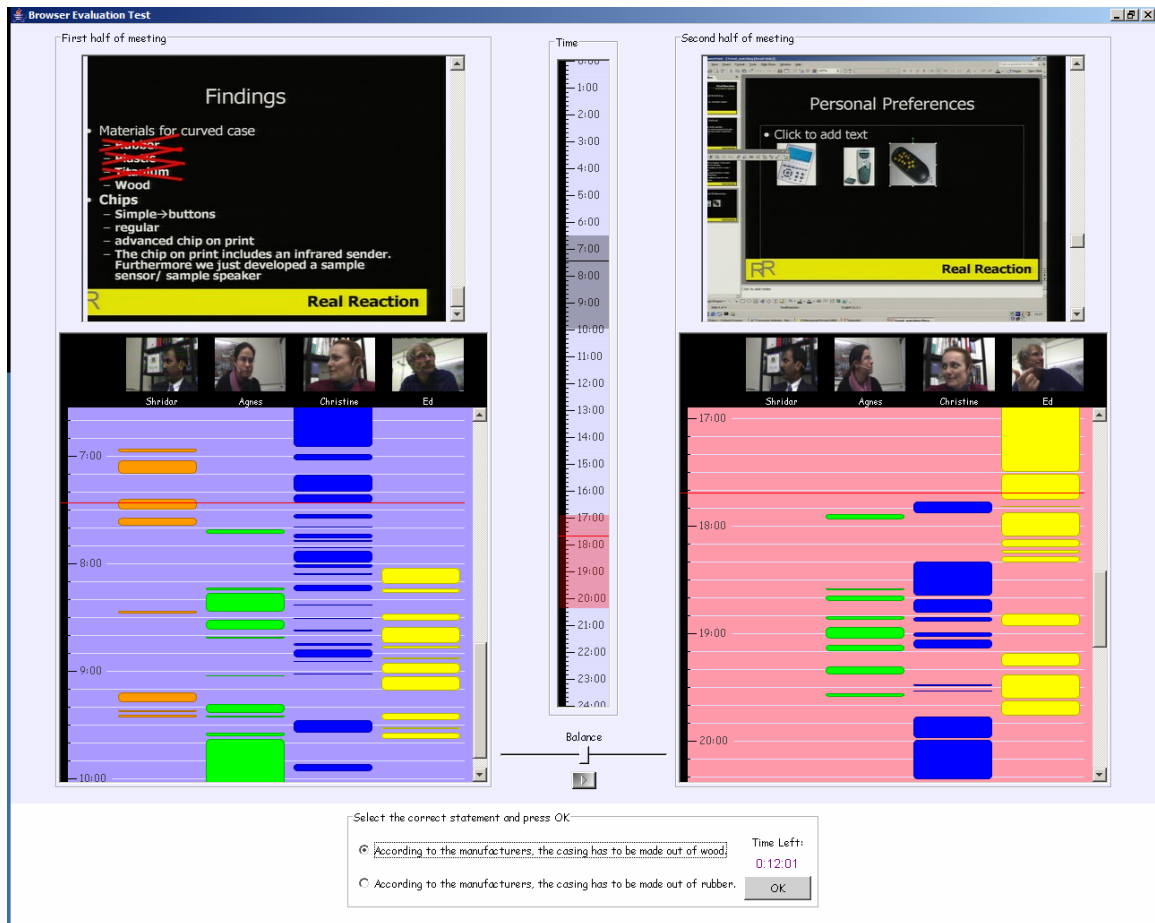 Browser Evaluation Test
First half of meeting
Findings
• Materials for curved case
– Rubber
– Plastic
– Titanium
– Wood
• Chips
– Simple→buttons
– regular
– advanced chip on print
– The chip on print includes an infrared sender.
Furthermore we just developed a sample
sensor/ sample speaker
R
Real Reaction
Shridar
Agnes
Christine
Ed
7:00
8:00
9:00
10:00
Time
0:00
1:00
2:00
3:00
4:00
5:00
6:00
7:00
8:00
9:00
10:00
11:00
12:00
13:00
14:00
15:00
16:00
17:00
18:00
19:00
20:00
21:00
22:00
23:00
24:00
Balance
Second half of meeting
Personal Preferences
• Click to add text
RR
Real Reaction
Shridar
Agnes
Christine
Ed
17:00
18:00
19:00
20:00
Select the correct statement and press OK
According to the manufacturers, the casing has to be made out of wood.
According to the manufacturers, the casing has to be made out of rubber.
Time Left:
0:12:01
OK